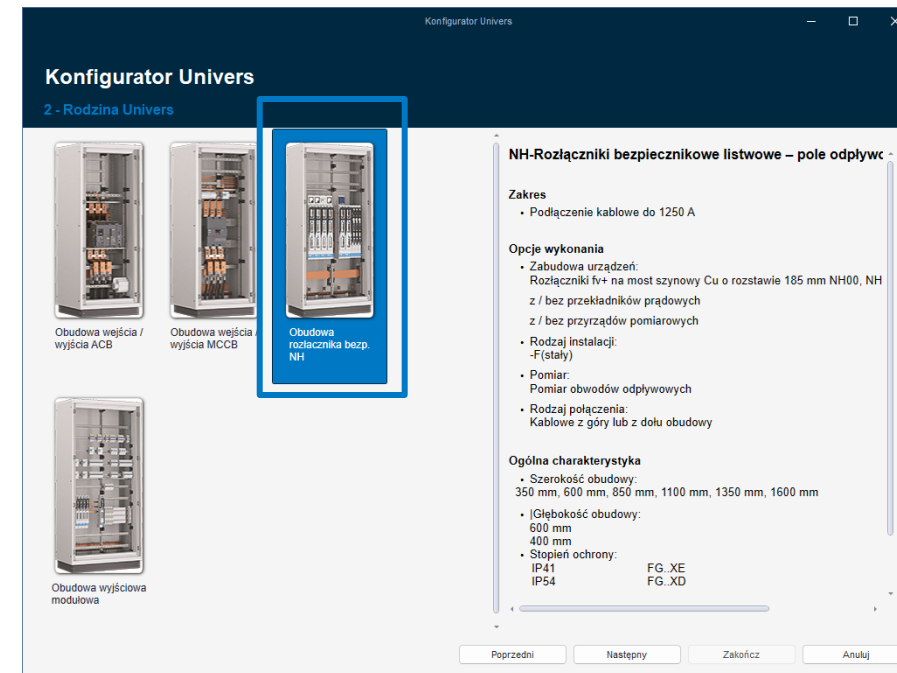 Konfigurator Univers
Konfigurator Univers
2 - Rodzina Univers
Obudowa wejścia /
wyjścia ACB
Obudowa wejścia /
wyjścia MCCB
Obudowa
rozłacznika bezp.
NH
Obudowa wyjściowa
modułowa
NH-Rozłączniki bezpiecznikowe listwowe – pole odpływo
Zakres
• Podłączenie kablowe do 1250 A
Opcje wykonania
• Zabudowa urządzeń:
Rozłączniki fv+ na most szynowy Cu o rozstawie 185 mm NH00, NH
z / bez przekładników prądowych
z / bez przyrządów pomiarowych
• Rodzaj instalacji:
-F(stały)
• Pomiar:
Pomiar obwodów odpływowych
• Rodzaj połączenia:
Kablowe z góry lub z dołu obudowy
Ogólna charakterystyka
• Szerokość obudowy:
350 mm, 600 mm, 850 mm, 1100 mm, 1350 mm, 1600 mm
• |Głębokość obudowy:
600 mm
400 mm
• Stopień ochrony:
IP41 FG..XE
IP54 FG..XD
Poprzedni Następny Zakończ Anuluj